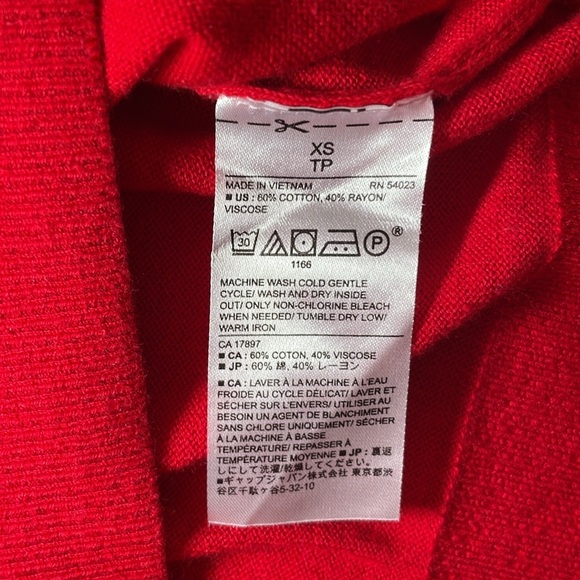 XS
TP
MADE IN VIETNAM RN 54023
■ US : 60% COTTON, 40% RAYON/
VISCOSE
30 P ®
1166
MACHINE WASH COLD GENTLE
CYCLE/ WASH AND DRY INSIDE
OUT/ ONLY NON-CHLORINE BLEACH
WHEN NEEDED/ TUMBLE DRY LOW/
WARM IRON
CA 17897
■ CA : 60% COTON, 40% VISCOSE
■ JP : 60% 綿, 40% レーヨン
■ CA : LAVER À LA MACHINE À L'EAU
FROIDE AU CYCLE DÉLICAT/ LAVER ET
SÉCHER SUR L'ENVERS/ UTILISER AU
BESOIN UN AGENT DE BLANCHIMENT
SANS CHLORE UNIQUEMENT/ SÉCHER
À LA MACHINE À BASSE
TEMPÉRATURE/ REPASSER À
TEMPÉRATURE MOYENNE ■ JP : 裏返
しにして洗濯/乾燥してください。
■ギャップジャパン株式会社 東京都渋
谷区千駄ヶ谷5-32-10